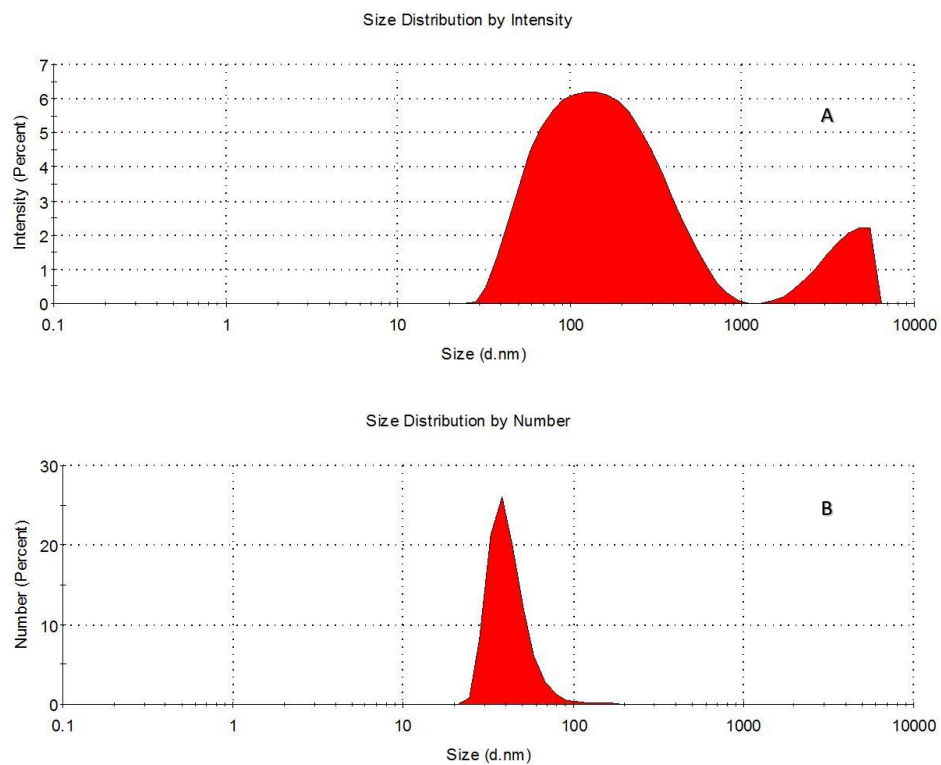 Size Distribution by Intensity
7
6
5
4
3
2
1
0
A
Intensity (Percent)
0.1 1 10 100 1000 10000
Size (d.nm)
Size Distribution by Number
30
20
10
0
B
Number (Percent)
0.1 1 10 100 1000 10000
Size (d.nm)